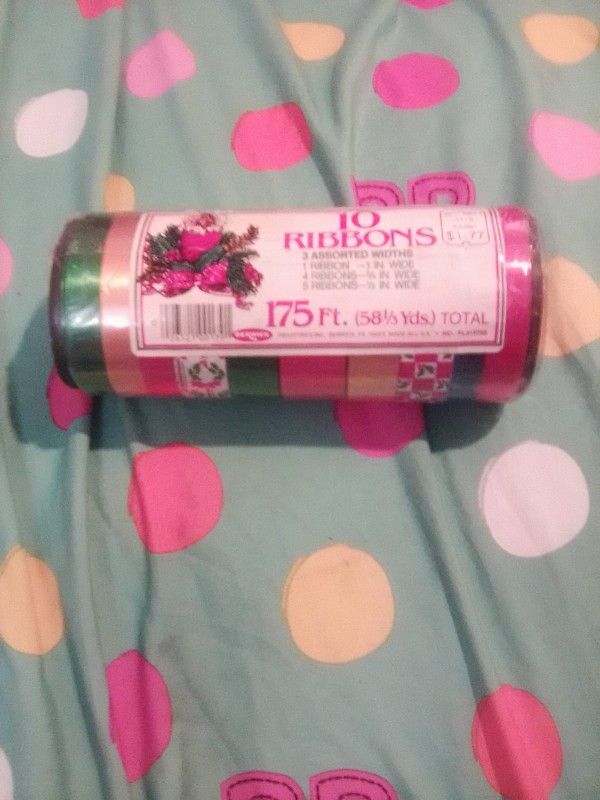 10
RIBBONS
3 ASSORTED WIDTHS
1 RIBBON — 1 IN. WIDE
4 RIBBONS—¾ IN. WIDE
5 RIBBONS—½ IN. WIDE
$1.77
175 FT. (58⅓ Yds.) TOTAL
BERWICK